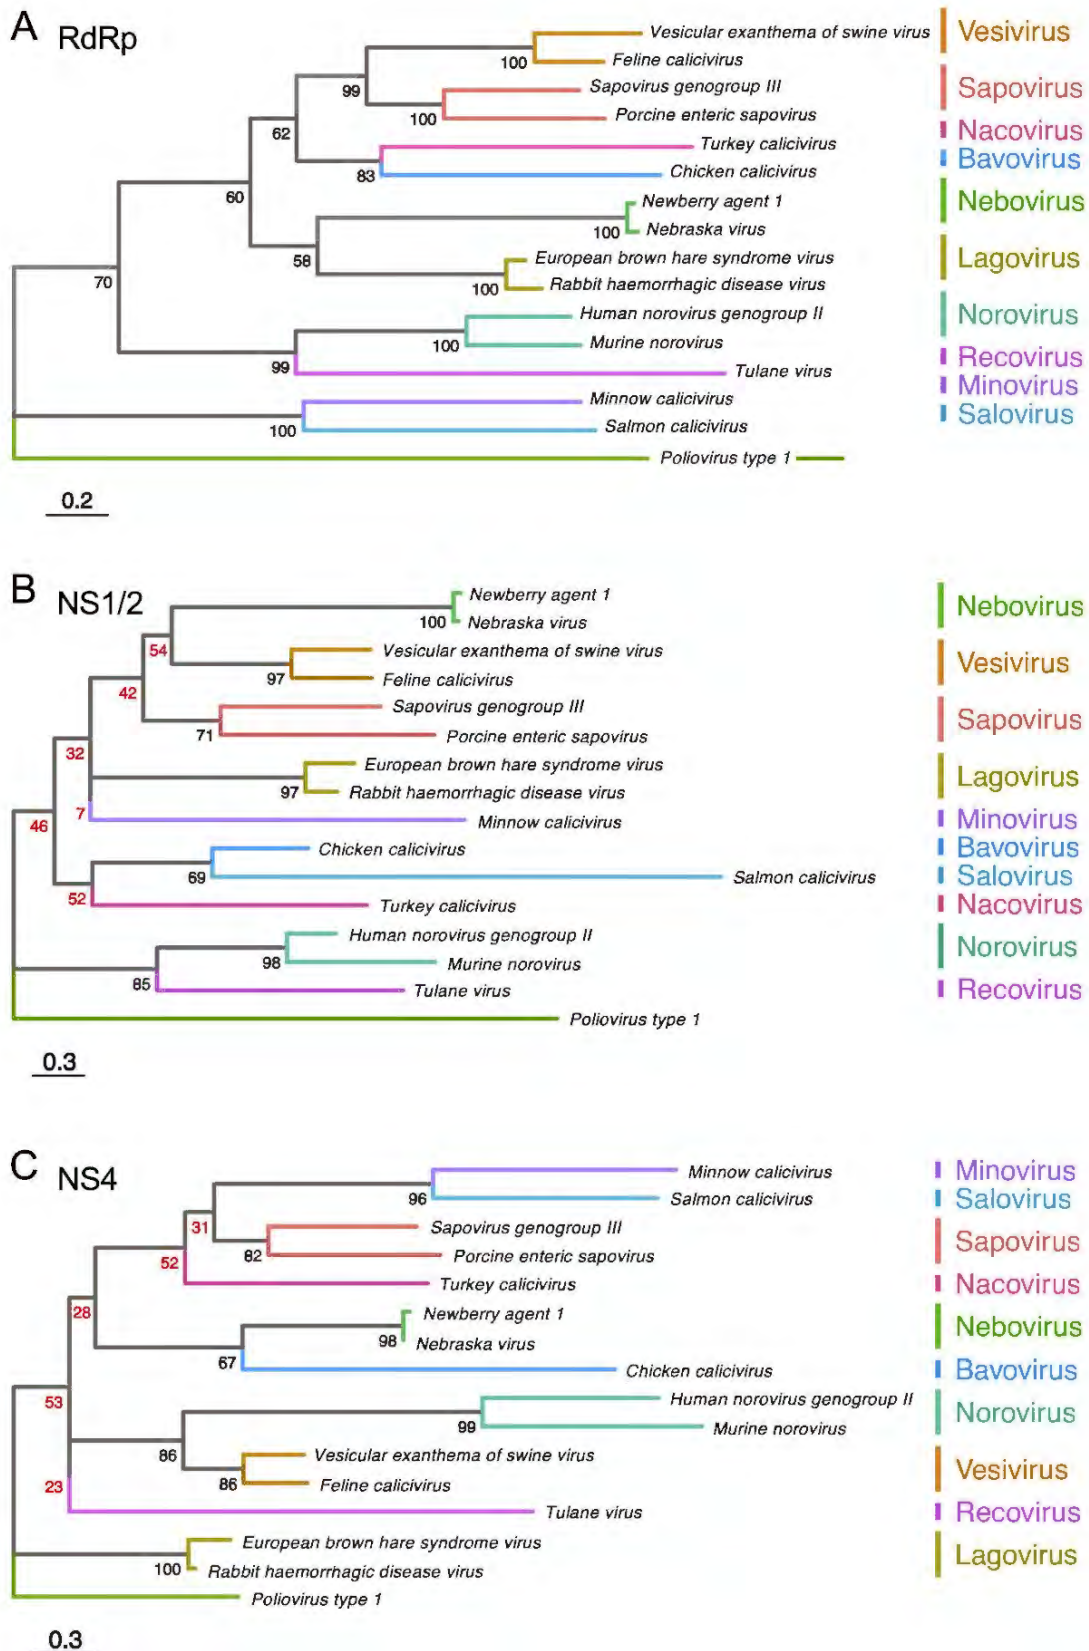 A RdRp
Vesicular exanthema of swine virus Vesivirus
100 Feline calicivirus
99 Sapovirus genogroup III Sapovirus
100 Porcine enteric sapovirus
62 Turkey calicivirus Nacovirus
83 Chicken calicivirus Bavovirus
60 Newberry agent 1 Nebovirus
100 Nebraska virus
58 European brown hare syndrome virus Lagovirus
100 Rabbit haemorrhagic disease virus
70 Human norovirus genogroup II Norovirus
100 Murine norovirus
99 Tulane virus Recovirus
Minnow calicivirus Minovirus
100 Salmon calicivirus Salovirus
Poliovirus type 1
0.2
B NS1/2
Newberry agent 1 Nebovirus
100 Nebraska virus
54 Vesicular exanthema of swine virus Vesivirus
97 Feline calicivirus
42 Sapovirus genogroup III Sapovirus
71 Porcine enteric sapovirus
32 European brown hare syndrome virus Lagovirus
97 Rabbit haemorrhagic disease virus
7 Minnow calicivirus Minovirus
46 Chicken calicivirus Bavovirus
69 Salmon calicivirus Salovirus
52 Turkey calicivirus Nacovirus
Human norovirus genogroup II Norovirus
98 Murine norovirus
85 Tulane virus Recovirus
Poliovirus type 1
0.3
C NS4
Minnow calicivirus Minovirus
96 Salmon calicivirus Salovirus
31 Sapovirus genogroup III Sapovirus
82 Porcine enteric sapovirus
52 Turkey calicivirus Nacovirus
28 Newberry agent 1 Nebovirus
98 Nebraska virus
67 Chicken calicivirus Bavovirus
53 Human norovirus genogroup II Norovirus
99 Murine norovirus
86 Vesicular exanthema of swine virus Vesivirus
86 Feline calicivirus
23 Tulane virus Recovirus
European brown hare syndrome virus Lagovirus
100 Rabbit haemorrhagic disease virus
Poliovirus type 1
0.3